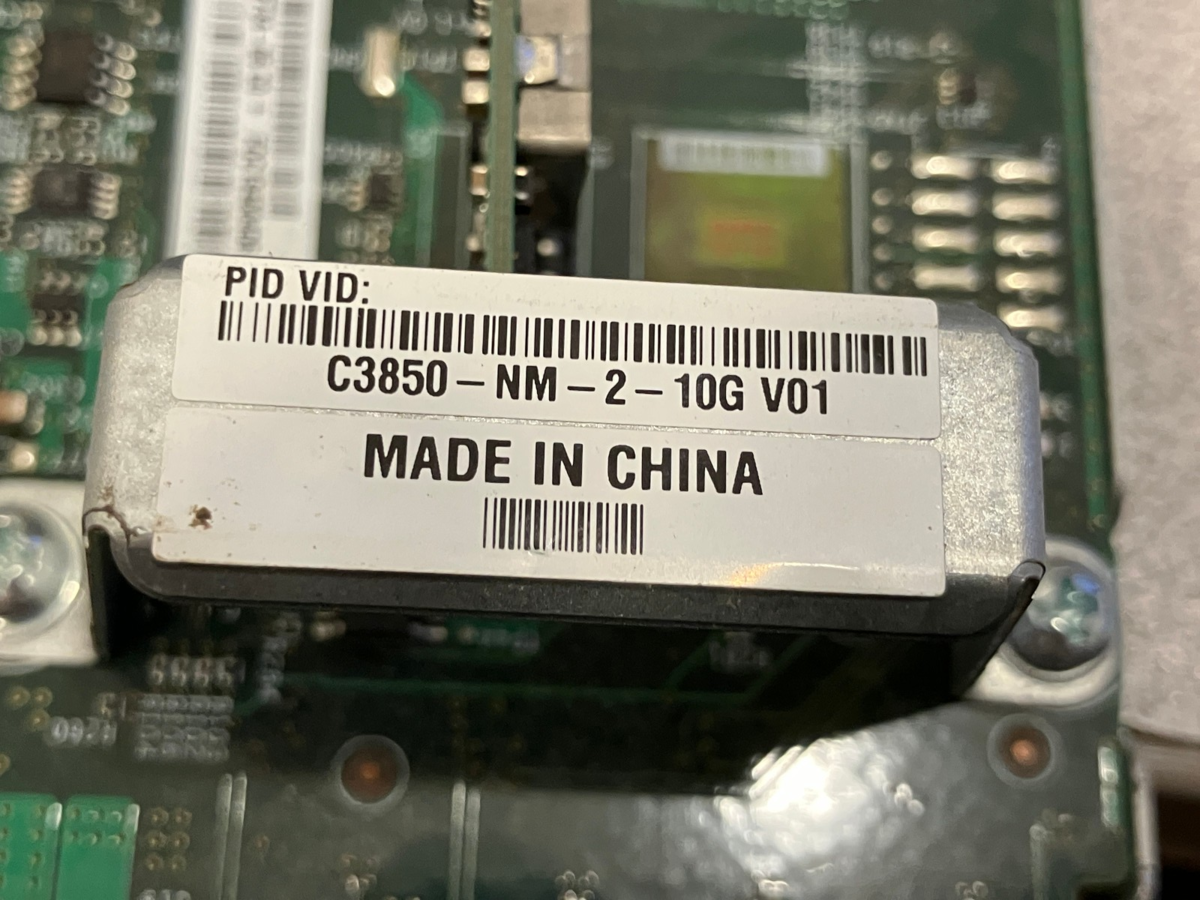 PID VID:
C3850 – NM – 2 – 10G V01
MADE IN CHINA